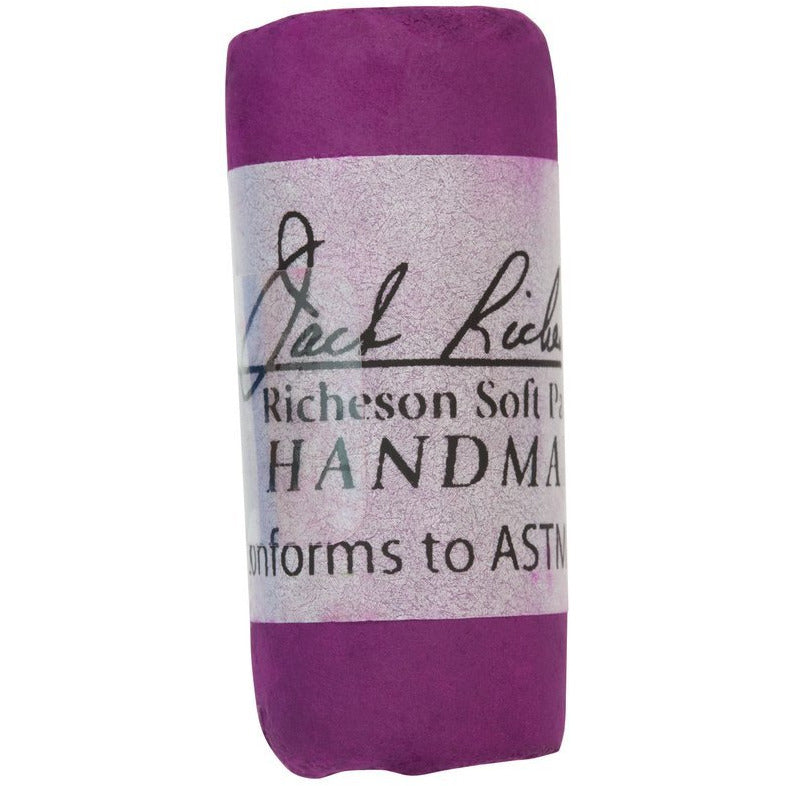 Jack Riche
Richeson Soft Pa
HANDMA
onforms to ASTM